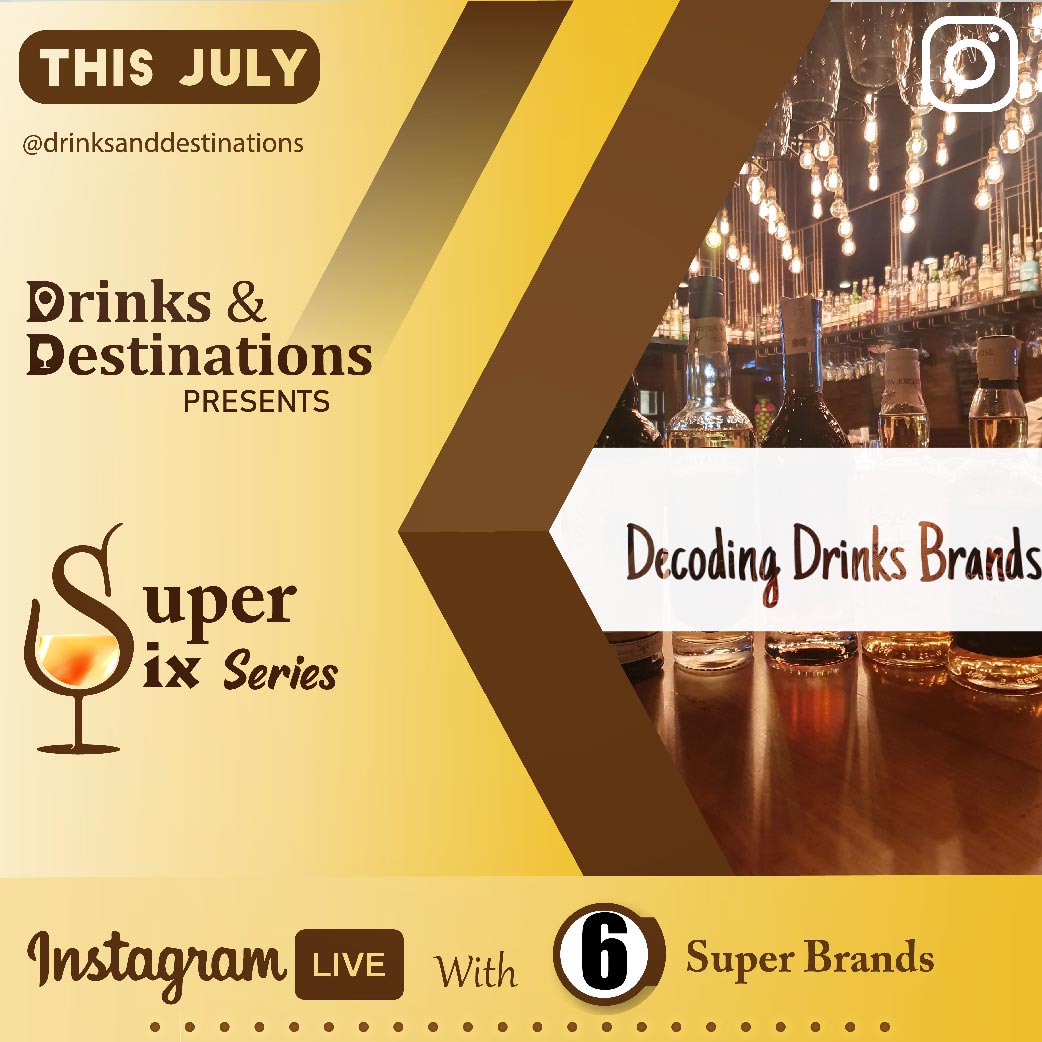 THIS JULY
@drinksanddestinations
Drinks &
Destinations
PRESENTS
Super
Six Series
Decoding Drinks Brands
Instagram LIVE With 6 Super Brands